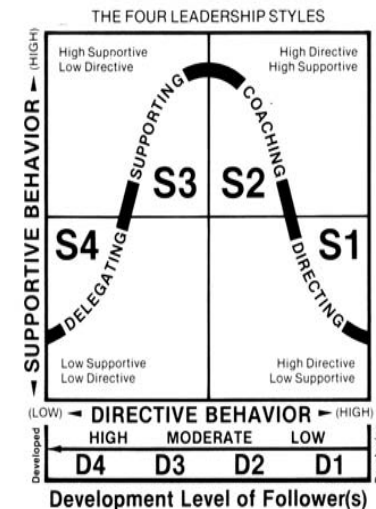 THE FOUR LEADERSHIP STYLES
High Supnortive
Low Directive
High Directive
High Supportive
(HIGH)
SUPPORTIVE BEHAVIOR
SUPPORTING
COACHING
S3
S2
S4
S1
DELEGATING
DIRECTING
Low Supportive
Low Directive
High Directive
Low Supportive
(LOW) DIRECTIVE BEHAVIOR (HIGH)
HIGH MODERATE LOW
Developed
D4 D3 D2 D1
Development Level of Follower(s)